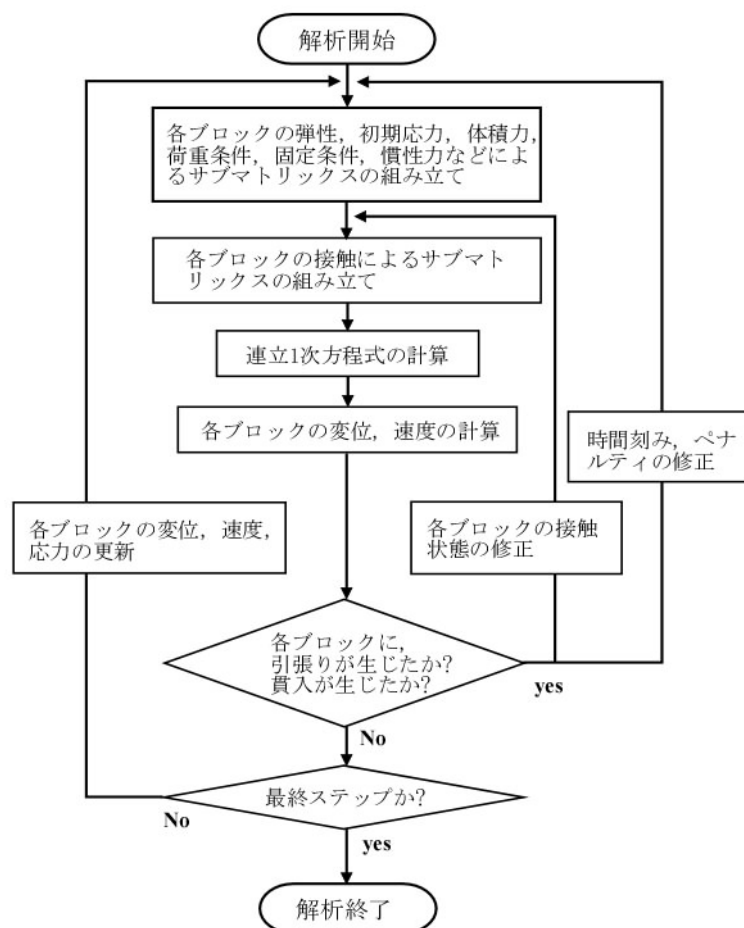 解析開始
各ブロックの弾性，初期応力，体積力，
荷重条件，固定条件，慣性力などによ
るサブマトリックスの組み立て
各ブロックの接触によるサブマト
リックスの組み立て
連立1次方程式の計算
各ブロックの変位，速度の計算
時間刻み，ペナ
ルティの修正
各ブロックの変位，速度，
応力の更新
各ブロックの接触
状態の修正
各ブロックに，
引張りが生じたか?
貫入が生じたか?
yes
No
最終ステップか?
No
yes
解析終了